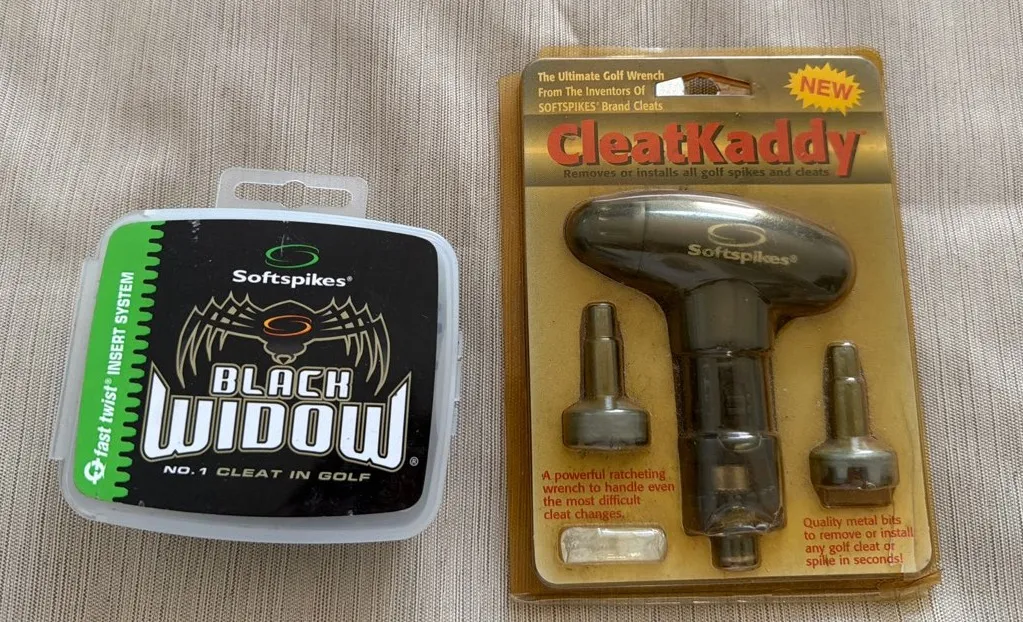 fast twist® INSERT SYSTEM
Softspikes®
BLACK
WIDOW®
NO. 1 CLEAT IN GOLF
The Ultimate Golf Wrench
From The Inventors Of
SOFTSPIKES® Brand Cleats
NEW
CleatKaddy™
Removes or installs all golf spikes and cleats
Softspikes®
A powerful ratcheting
wrench to handle even
the most difficult
cleat changes.
Quality metal bits
to remove or install
any golf cleat or
spike in seconds!